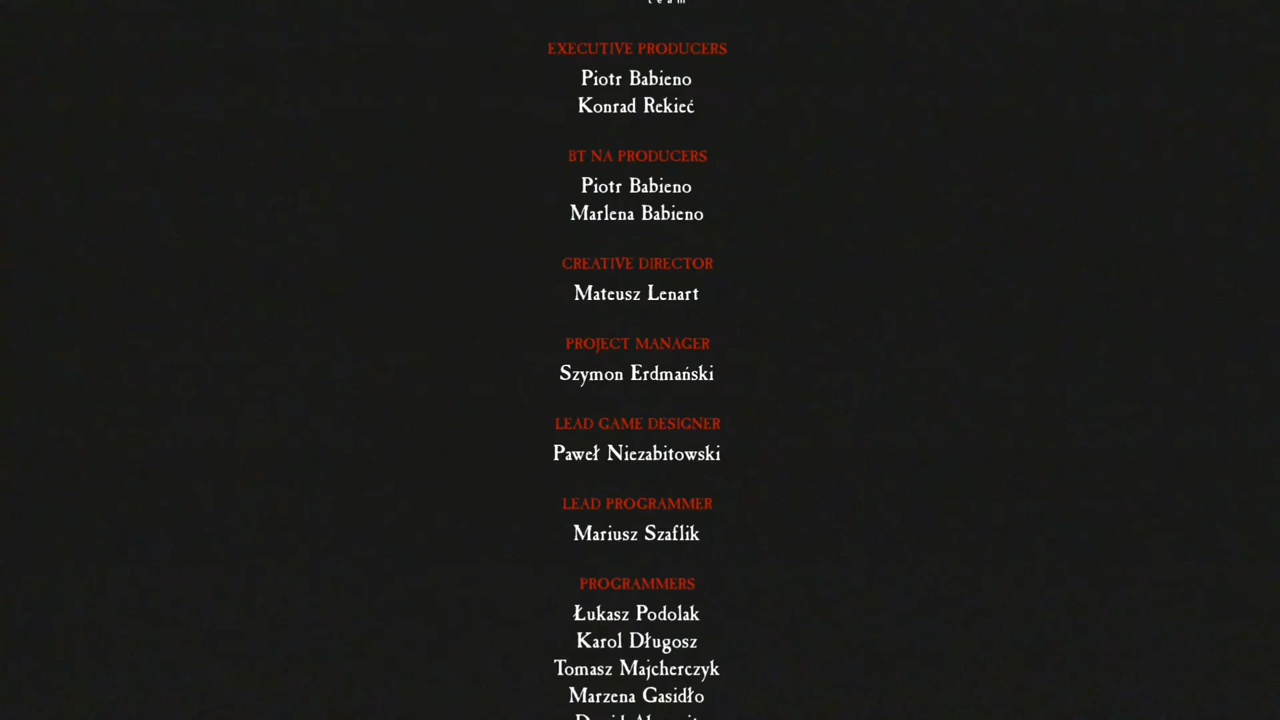 team
EXECUTIVE PRODUCERS
Piotr Babieno
Konrad Rekieć
BT NA PRODUCERS
Piotr Babieno
Marlena Babieno
CREATIVE DIRECTOR
Mateusz Lenart
PROJECT MANAGER
Szymon Erdmański
LEAD GAME DESIGNER
Paweł Niezabitowski
LEAD PROGRAMMER
Mariusz Szaflik
PROGRAMMERS
Łukasz Podolak
Karol Długosz
Tomasz Majcherczyk
Marzena Gasidło